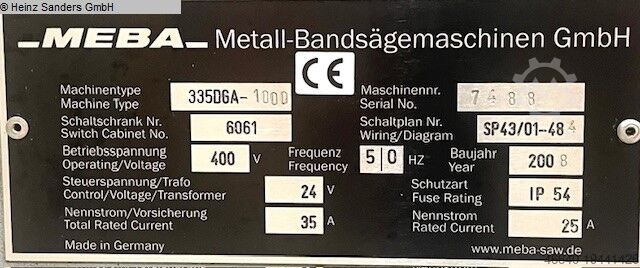 © Heinz Sanders GmbH
MEBA Metall-Bandsägemaschinen GmbH
CE
Machinentype 335DGA-1000 Maschinennr. 7488
Machine Type Serial No.
Schaltschrank Nr. 6061 Schaltplan Nr. SP43/01-484
Switch Cabinet No. Wiring/Diagram
Betriebsspannung 400 V Frequenz 50 HZ Baujahr 2008
Operating/Voltage Frequency Year
Steuerspannung/Trafo 24 V Schutzart IP 54
Control/Voltage/Transformer Fuse Rating
Nennstrom/Vorsicherung 35 A Nennstrom 25 A
Total Rated Current Rated Current
Made in Germany www.meba-saw.de